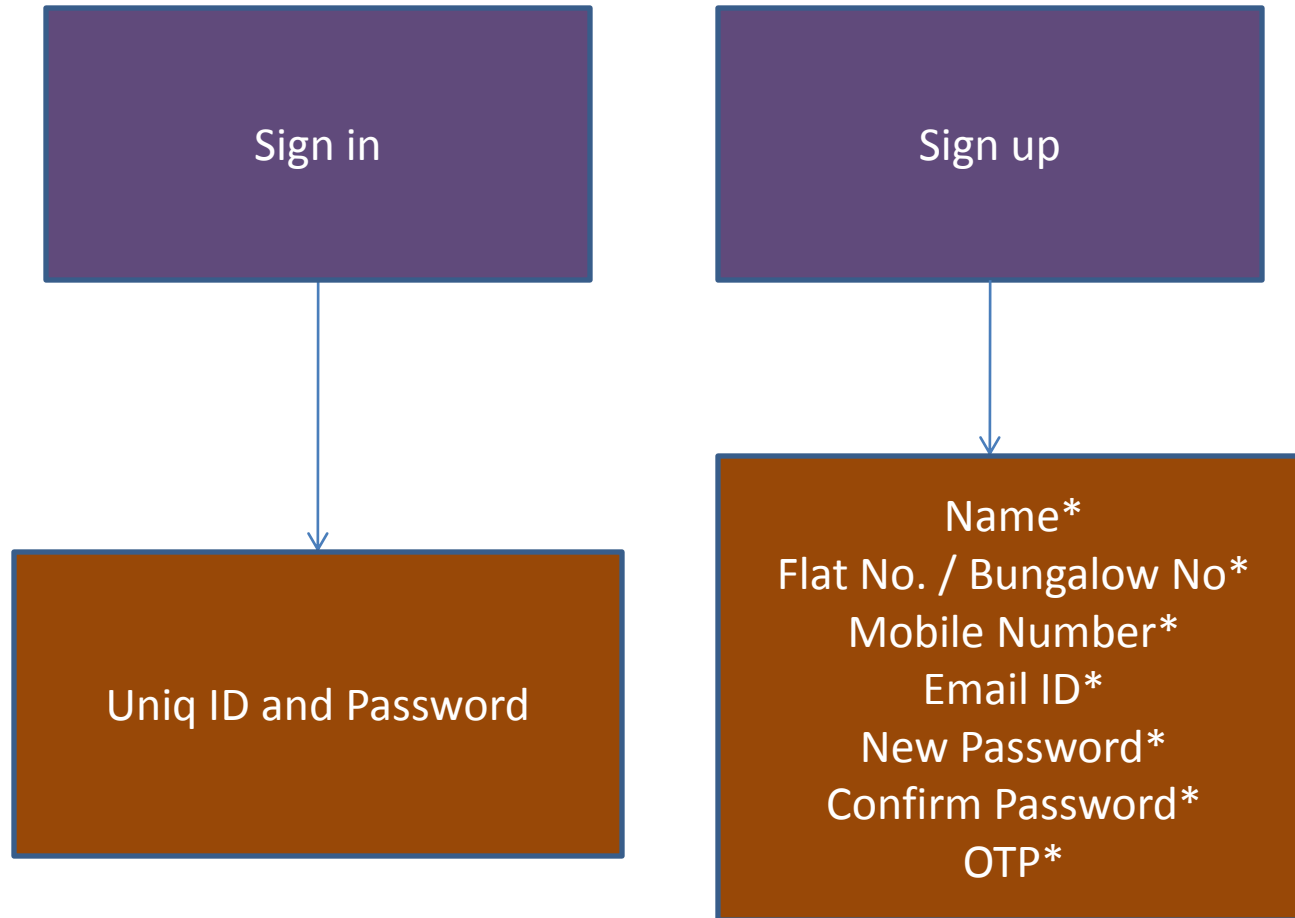 Sign in
Sign up
Uniq ID and Password
Name*
Flat No. / Bungalow No*
Mobile Number*
Email ID*
New Password*
Confirm Password*
OTP*